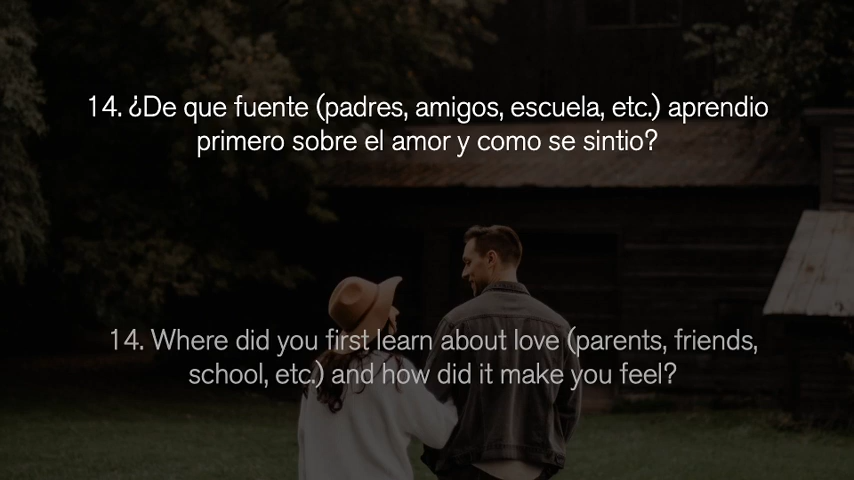 14. ¿De que fuente (padres, amigos, escuela, etc.) aprendio
primero sobre el amor y como se sintio?
14. Where did you first learn about love (parents, friends,
school, etc.) and how did it make you feel?